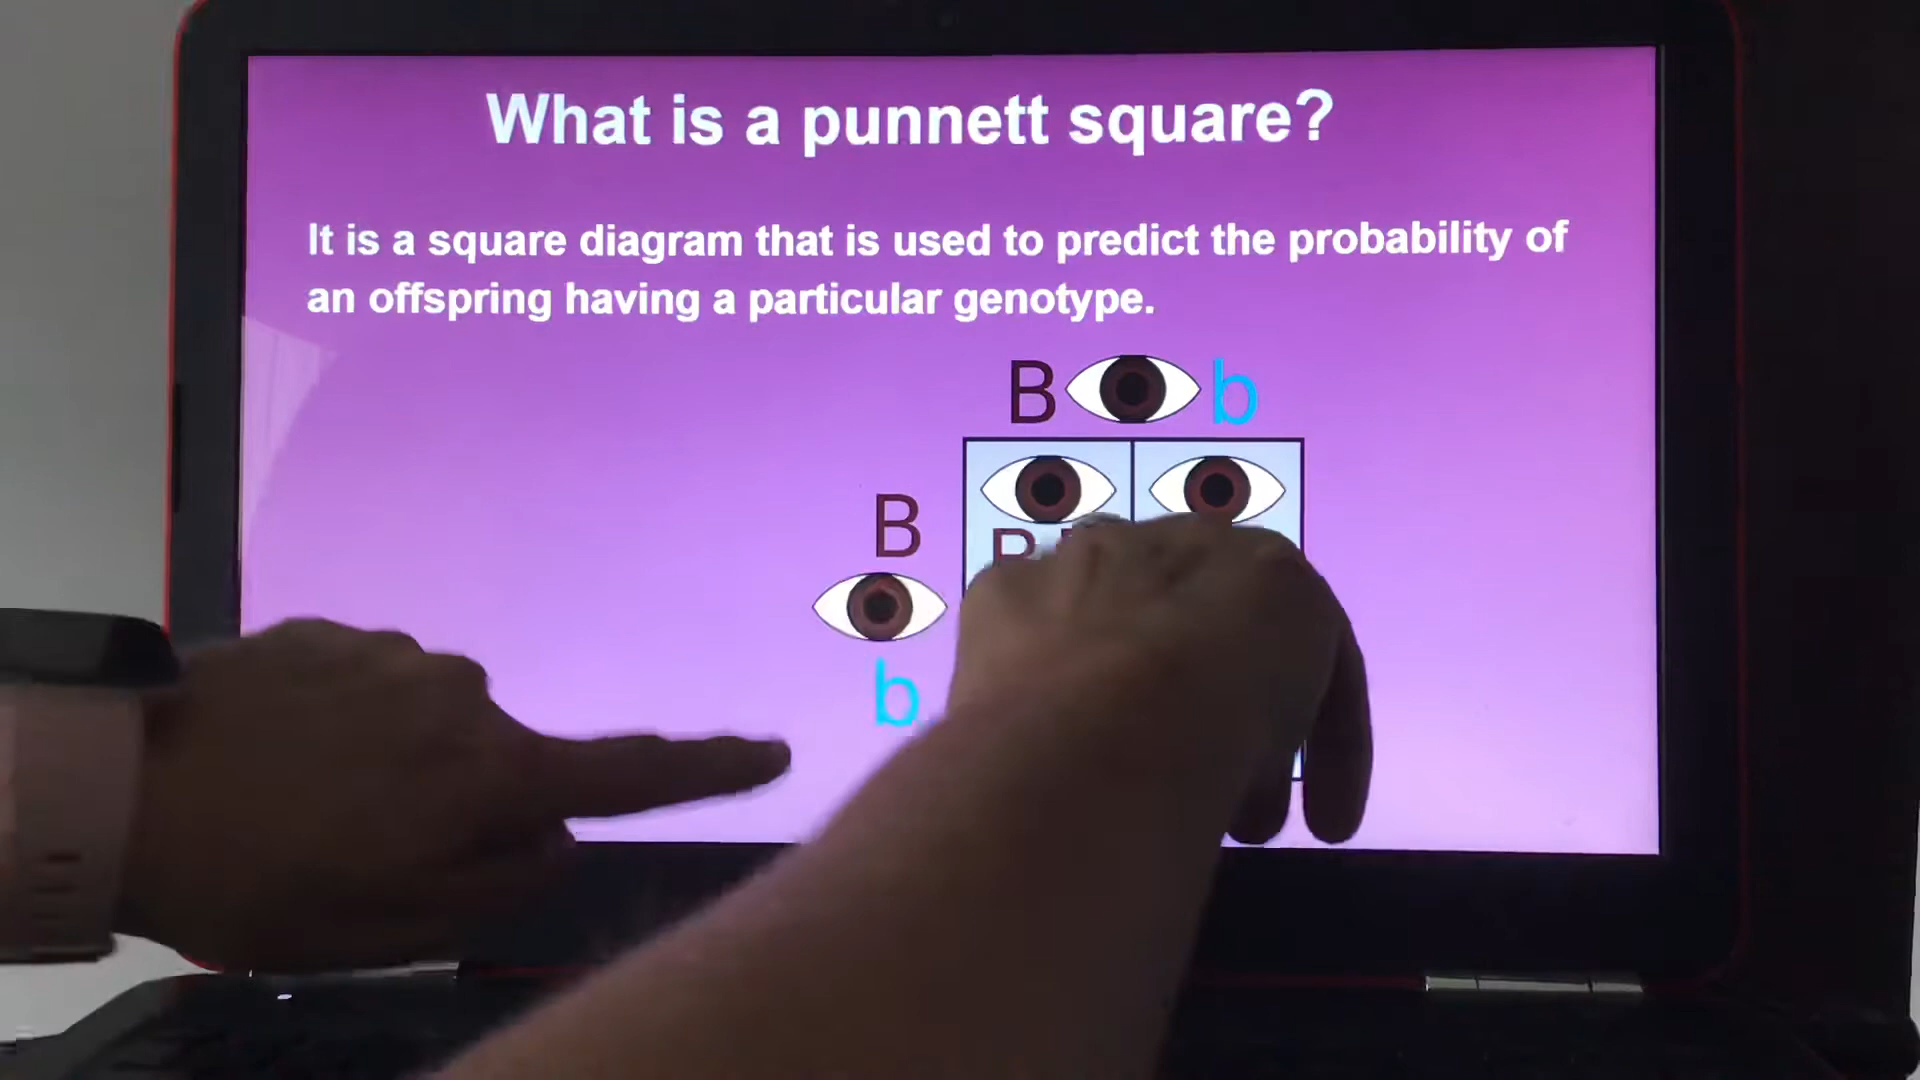 What is a punnett square?
It is a square diagram that is used to predict the probability of
an offspring having a particular genotype.
B b
B
B
b